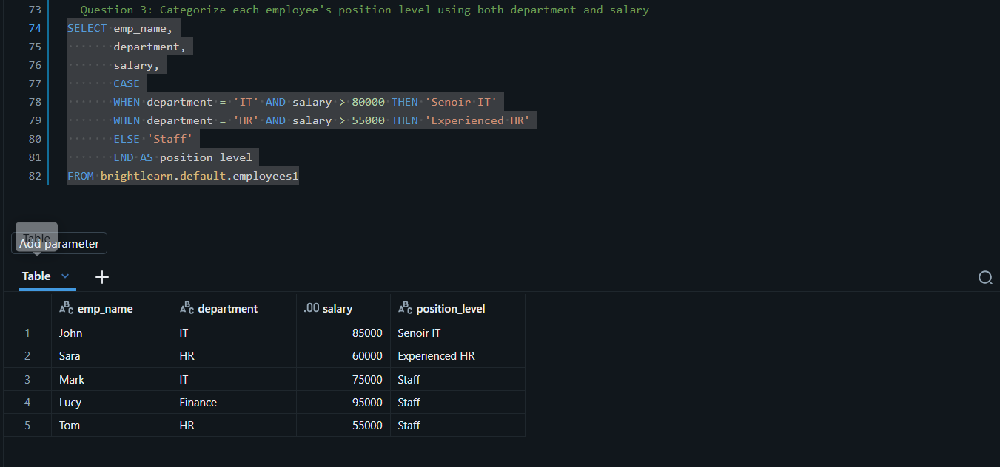 73 --Question 3: Categorize each employee's position level using both department and salary
74 SELECT emp_name,
75 department,
76 salary,
77 CASE
78 WHEN department = 'IT' AND salary > 80000 THEN 'Senoir IT'
79 WHEN department = 'HR' AND salary > 55000 THEN 'Experienced HR'
80 ELSE 'Staff'
81 END AS position_level
82 FROM brightlearn.default.employees1
Table
Add parameter
Table
ABC emp_name ABC department .00 salary ABC position_level
1 John IT 85000 Senoir IT
2 Sara HR 60000 Experienced HR
3 Mark IT 75000 Staff
4 Lucy Finance 95000 Staff
5 Tom HR 55000 Staff